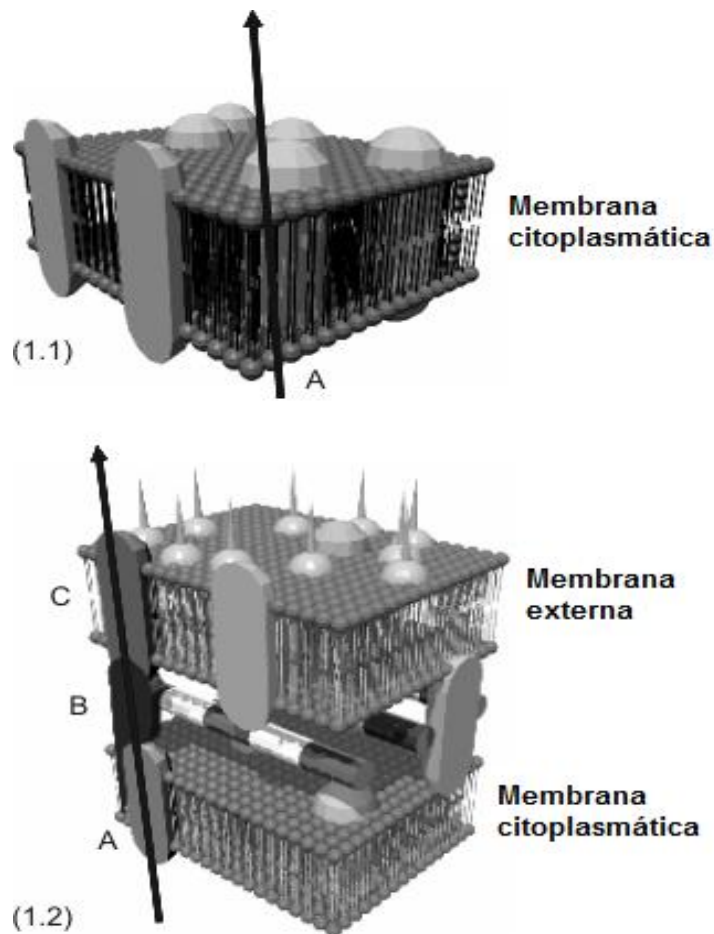 Membrana
citoplasmática
(1.1)
A
C
Membrana
externa
B
Membrana
citoplasmática
A
(1.2)